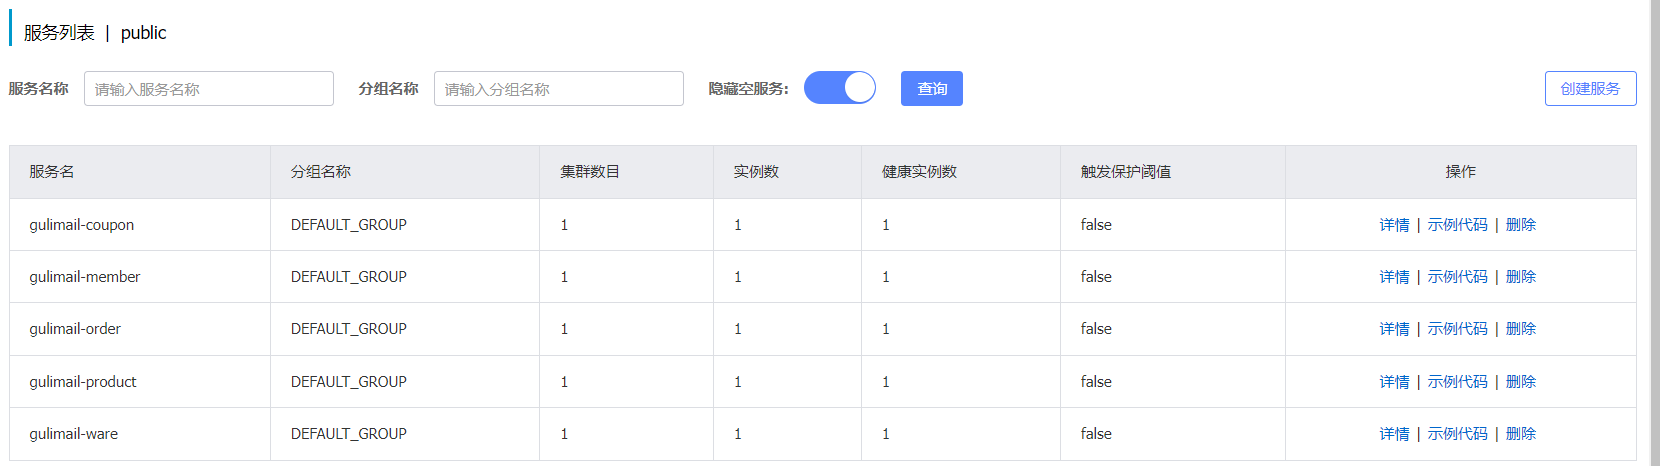 服务列表 | public
服务名称 请输入服务名称 分组名称 请输入分组名称 隐藏空服务: 查询 创建服务
服务名 分组名称 集群数目 实例数 健康实例数 触发保护阈值 操作
gulimail-coupon DEFAULT_GROUP 1 1 1 false 详情 | 示例代码 | 删除
gulimail-member DEFAULT_GROUP 1 1 1 false 详情 | 示例代码 | 删除
gulimail-order DEFAULT_GROUP 1 1 1 false 详情 | 示例代码 | 删除
gulimail-product DEFAULT_GROUP 1 1 1 false 详情 | 示例代码 | 删除
gulimail-ware DEFAULT_GROUP 1 1 1 false 详情 | 示例代码 | 删除